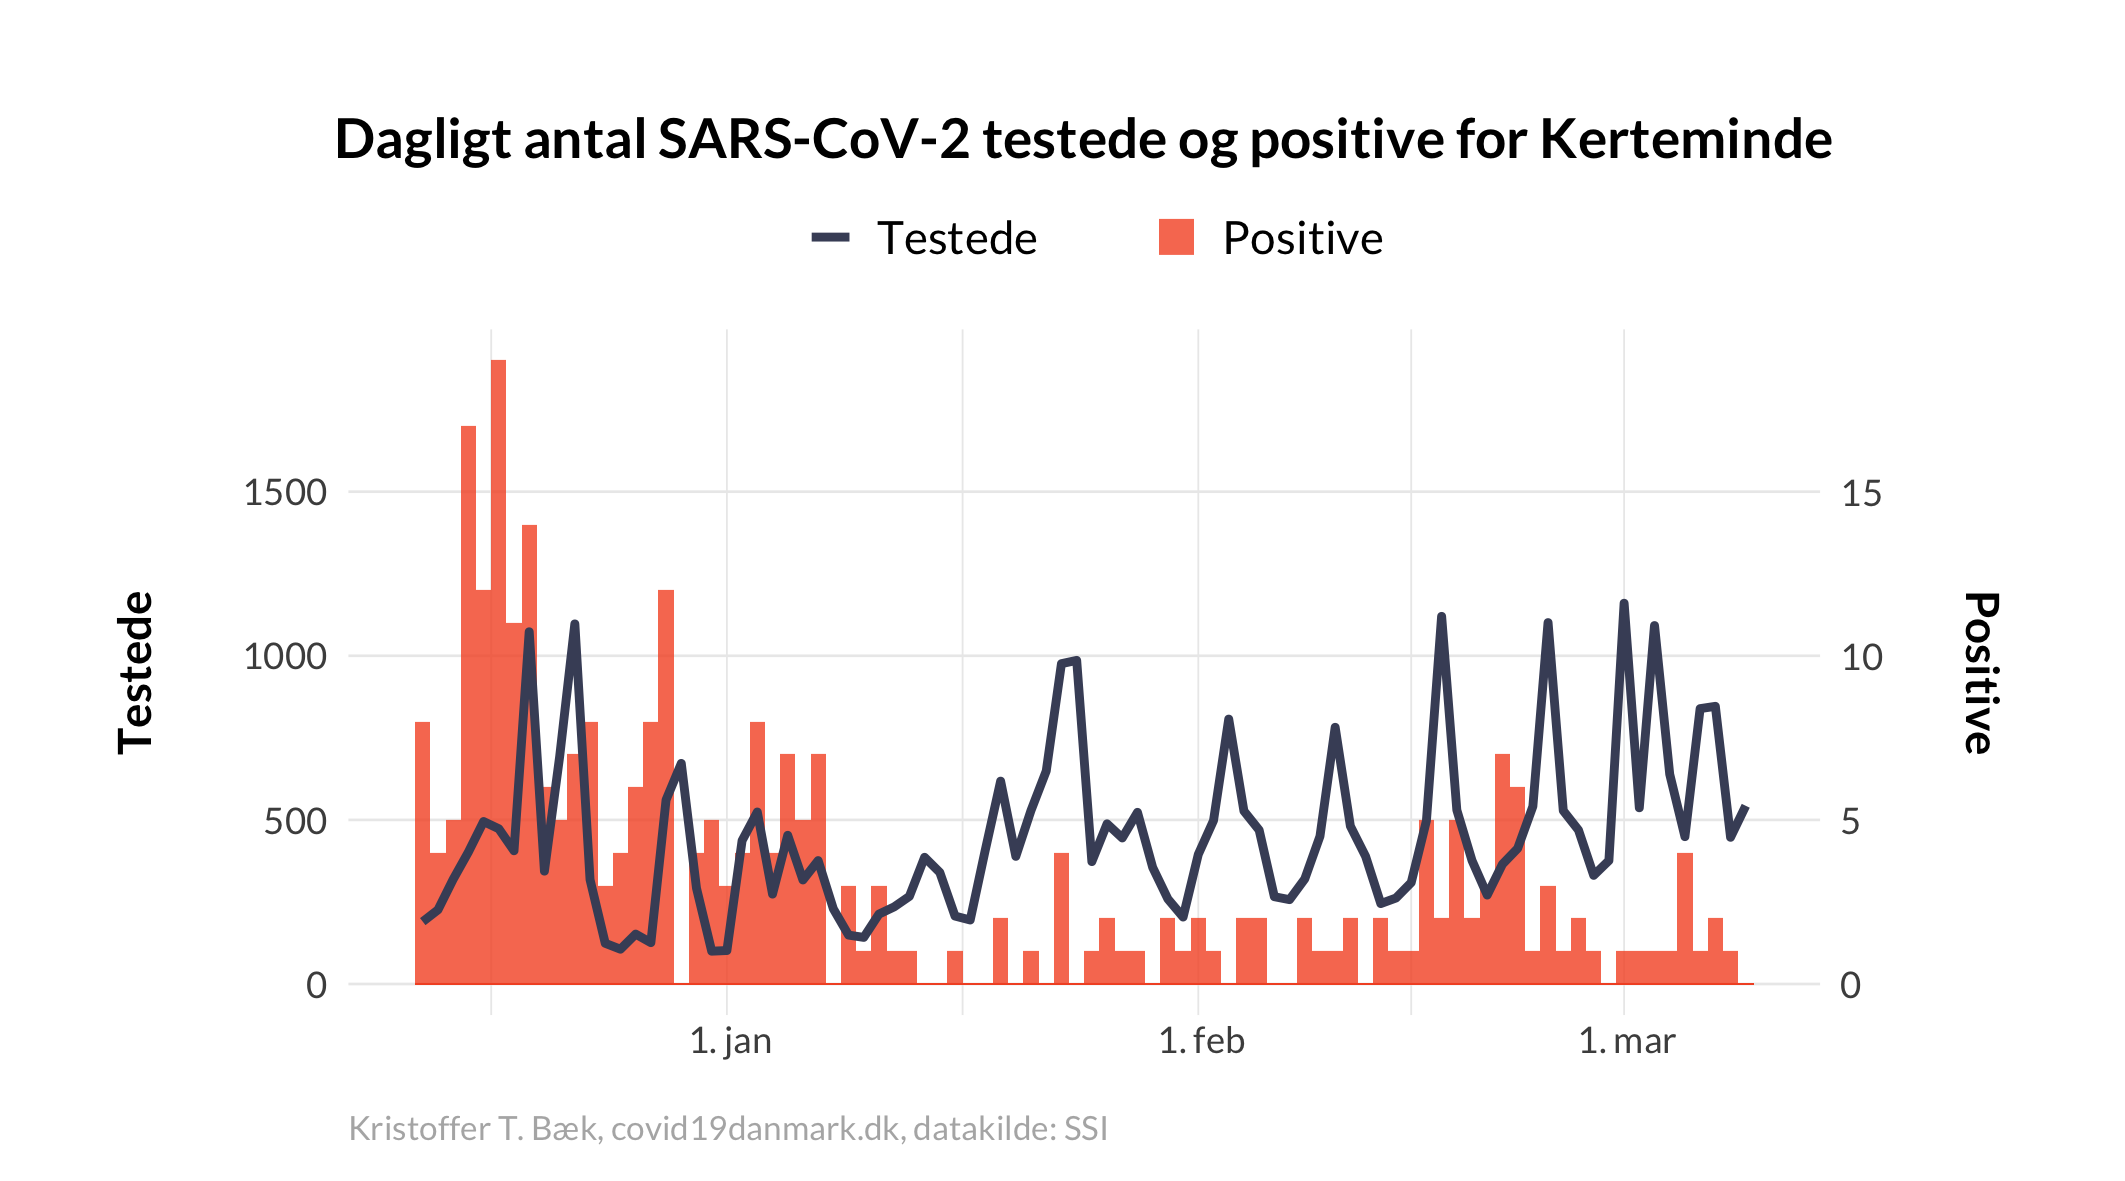 Dagligt antal SARS-CoV-2 testede og positive for Kerteminde
Testede Positive
1500 15
1000 10
500 5
0 0
Testede
Positive
1. jan 1. feb 1. mar
Kristoffer T. Bæk, covid19danmark.dk, datakilde: SSI